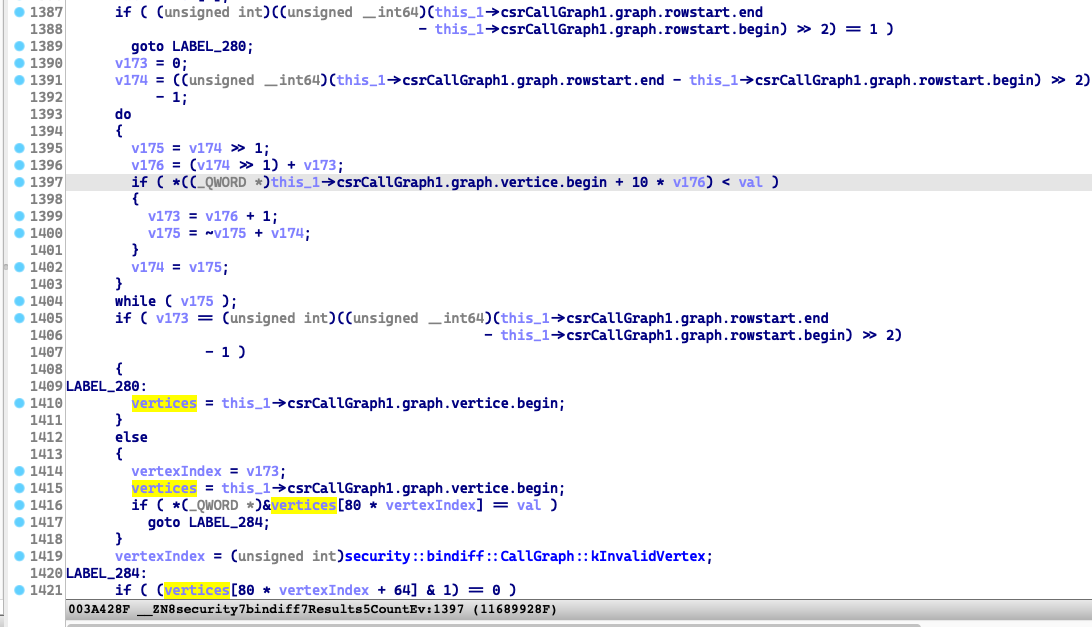 1387 if ( (unsigned int)((unsigned __int64)(this_1->csrCallGraph1.graph.rowstart.end
1388 - this_1->csrCallGraph1.graph.rowstart.begin) >> 2) == 1 )
1389 goto LABEL_280;
1390 v173 = 0;
1391 v174 = ((unsigned __int64)(this_1->csrCallGraph1.graph.rowstart.end - this_1->csrCallGraph1.graph.rowstart.begin) >> 2)
1392 - 1;
1393 do
1394 {
1395 v175 = v174 >> 1;
1396 v176 = (v174 >> 1) + v173;
1397 if ( *((_QWORD *)this_1->csrCallGraph1.graph.vertice.begin + 10 * v176) < val )
1398 {
1399 v173 = v176 + 1;
1400 v175 = ~v175 + v174;
1401 }
1402 v174 = v175;
1403 }
1404 while ( v175 );
1405 if ( v173 == (unsigned int)((unsigned __int64)(this_1->csrCallGraph1.graph.rowstart.end
1406 - this_1->csrCallGraph1.graph.rowstart.begin) >> 2)
1407 - 1 )
1408 {
1409 LABEL_280:
1410 vertices = this_1->csrCallGraph1.graph.vertice.begin;
1411 }
1412 else
1413 {
1414 vertexIndex = v173;
1415 vertices = this_1->csrCallGraph1.graph.vertice.begin;
1416 if ( *(_QWORD *)&vertices[80 * vertexIndex] == val )
1417 goto LABEL_284;
1418 }
1419 vertexIndex = (unsigned int)security::bindiff::CallGraph::kInvalidVertex;
1420 LABEL_284:
1421 if ( (vertices[80 * vertexIndex + 64] & 1) == 0 )
003A428F __ZN8security7bindiff7Results5CountEv:1397 (11689928F)